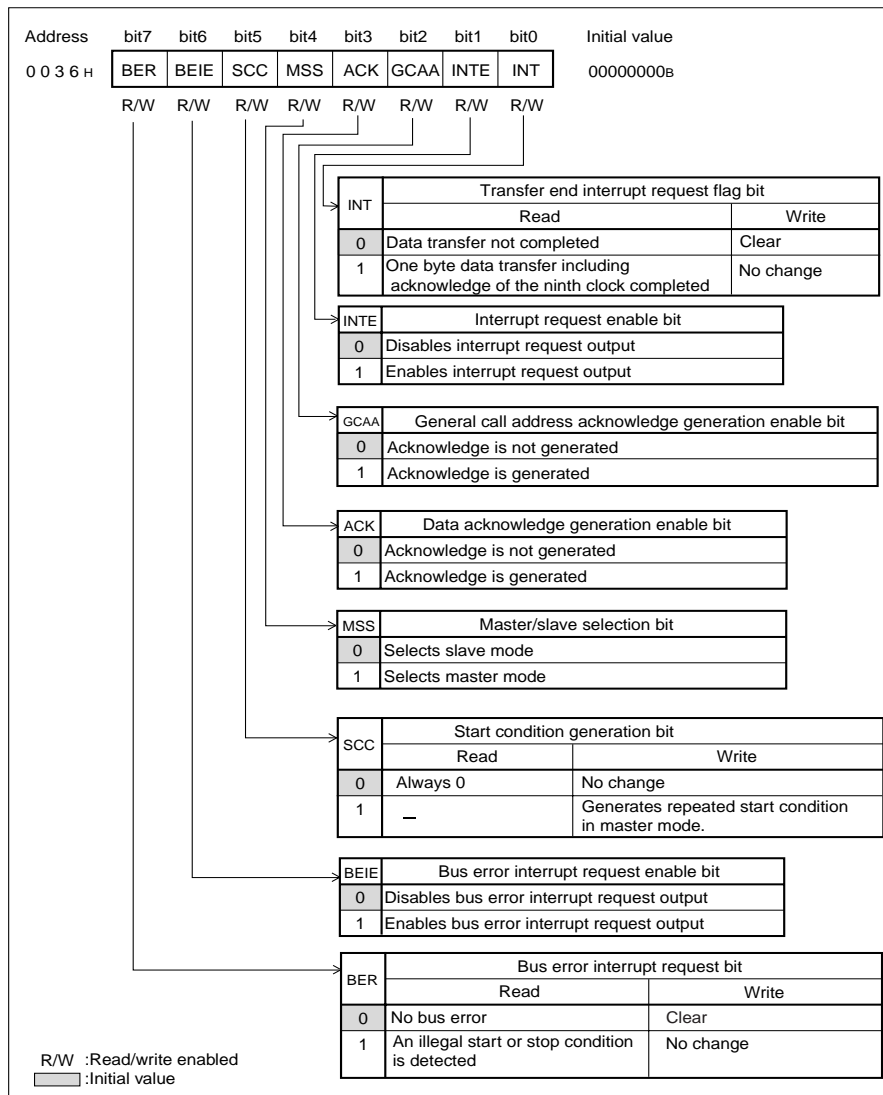 Address bit7 bit6 bit5 bit4 bit3 bit2 bit1 bit0 Initial value
0 0 3 6 H BER BEIE SCC MSS ACK GCAA INTE INT 00000000B
R/W R/W R/W R/W R/W R/W R/W R/W
INT Transfer end interrupt request flag bit
Read Write
0 Data transfer not completed Clear
1 One byte data transfer including
acknowledge of the ninth clock completed No change
INTE Interrupt request enable bit
0 Disables interrupt request output
1 Enables interrupt request output
GCAA General call address acknowledge generation enable bit
0 Acknowledge is not generated
1 Acknowledge is generated
ACK Data acknowledge generation enable bit
0 Acknowledge is not generated
1 Acknowledge is generated
MSS Master/slave selection bit
0 Selects slave mode
1 Selects master mode
SCC Start condition generation bit
Read Write
0 Always 0 No change
1 – Generates repeated start condition
in master mode.
BEIE Bus error interrupt request enable bit
0 Disables bus error interrupt request output
1 Enables bus error interrupt request output
BER Bus error interrupt request bit
Read Write
0 No bus error Clear
1 An illegal start or stop condition
is detected No change
R/W :Read/write enabled
:Initial value